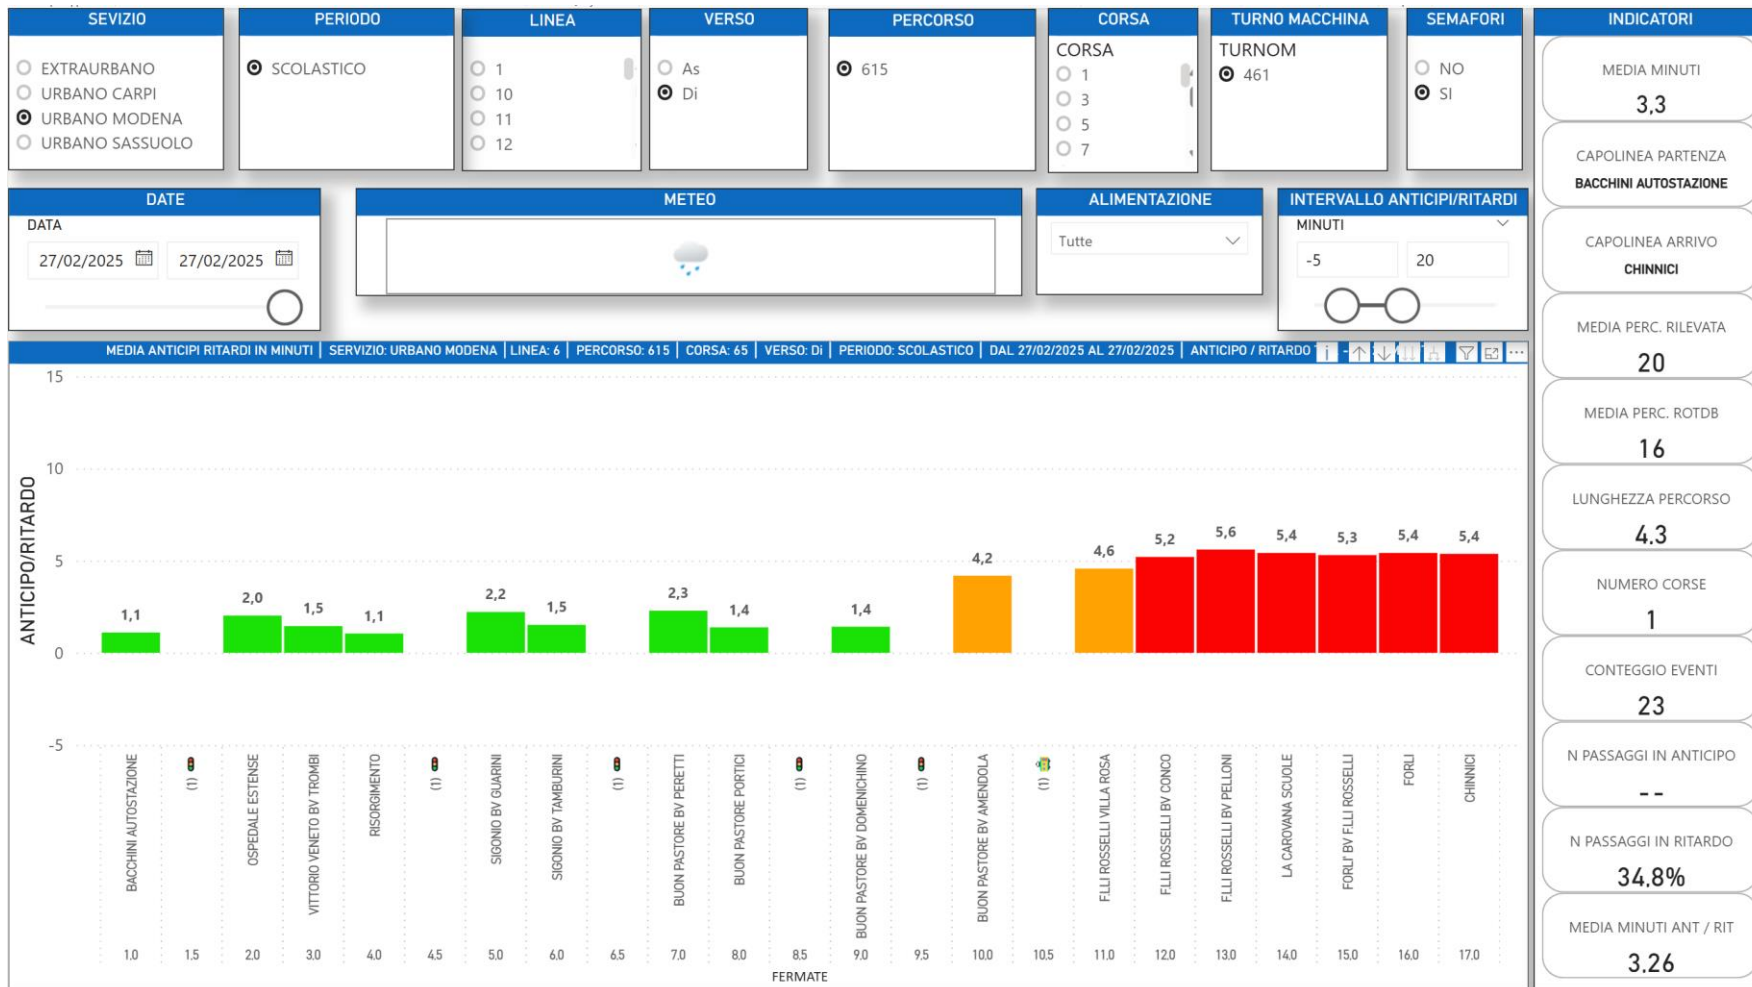 SEVIZIO
EXTRAURBANO
URBANO CARPI
URBANO MODENA
URBANO SASSUOLO
PERIODO
SCOLASTICO
LINEA
1
10
11
12
VERSO
As
Di
PERCORSO
615
CORSA
CORSA
1
3
5
7
TURNO MACCHINA
TURNOM
461
SEMAFORI
NO
SI
DATE
DATA
27/02/2025 27/02/2025
METEO
ALIMENTAZIONE
Tutte
INTERVALLO ANTICIPI/RITARDI
MINUTI
-5 20
MEDIA ANTICIPI RITARDI IN MINUTI | SERVIZIO: URBANO MODENA | LINEA: 6 | PERCORSO: 615 | CORSA: 65 | VERSO: Di | PERIODO: SCOLASTICO | DAL 27/02/2025 AL 27/02/2025 | ANTICIPO / RITARDO
ANTICIPO/RITARDO
15
10
5
0
-5
1,1
2,0
1,5
1,1
2,2
1,5
2,3
1,4
1,4
4,2
4,6
5,2
5,6
5,4
5,3
5,4
5,4
BACCHINI AUTOSTAZIONE
(1)
OSPEDALE ESTENSE
VITTORIO VENETO BV TROMBI
RISORGIMENTO
(1)
SIGONIO BV GUARINI
SIGONIO BV TAMBURINI
(1)
BUON PASTORE BV PERETTI
BUON PASTORE PORTICI
(1)
BUON PASTORE BV DOMENICHINO
(1)
BUON PASTORE BV AMENDOLA
(1)
F.LLI ROSSELLI VILLA ROSA
F.LLI ROSSELLI BV CONCO
F.LLI ROSSELLI BV PELLONI
LA CAROVANA SCUOLE
FORLI' BV F.LLI ROSSELLI
FORLI
CHINNICI
1,0 1,5 2,0 3,0 4,0 4,5 5,0 6,0 6,5 7,0 8,0 8,5 9,0 9,5 10,0 10,5 11,0 12,0 13,0 14,0 15,0 16,0 17,0
FERMATE
INDICATORI
MEDIA MINUTI
3,3
CAPOLINEA PARTENZA
BACCHINI AUTOSTAZIONE
CAPOLINEA ARRIVO
CHINNICI
MEDIA PERC. RILEVATA
20
MEDIA PERC. ROTDB
16
LUNGHEZZA PERCORSO
4,3
NUMERO CORSE
1
CONTEGGIO EVENTI
23
N PASSAGGI IN ANTICIPO
--
N PASSAGGI IN RITARDO
34,8%
MEDIA MINUTI ANT / RIT
3,26